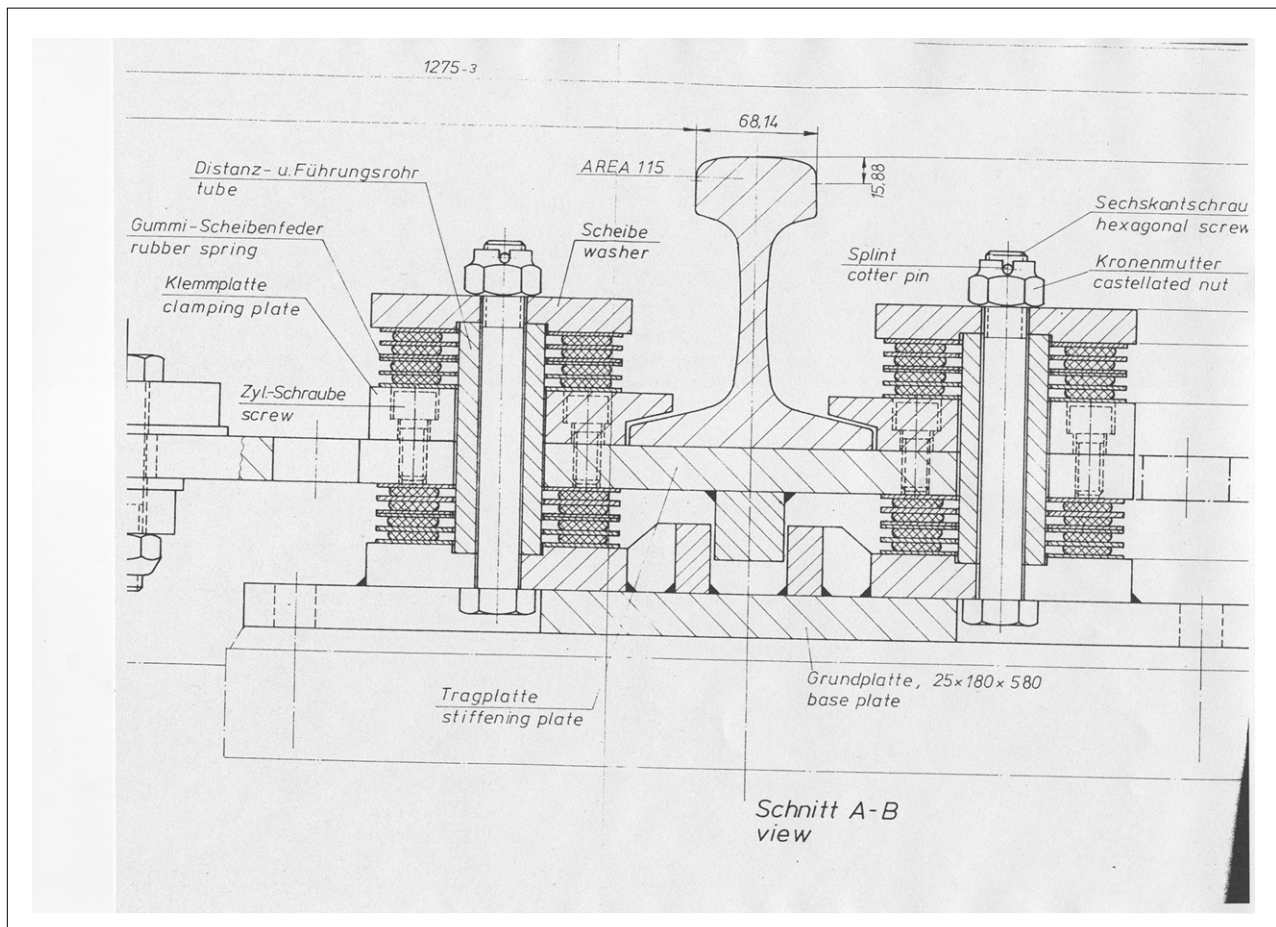 1275-3
68,14
AREA 115
15,88
Distanz- u. Führungsrohr
tube
Gummi-Scheibenfeder
rubber spring
Klemmplatte
clamping plate
Zyl.-Schraube
screw
Scheibe
washer
Splint
cotter pin
Sechskantschrau
hexagonal screw
Kronenmutter
castellated nut
Tragplatte
stiffening plate
Grundplatte, 25×180×580
base plate
Schnitt A-B
view